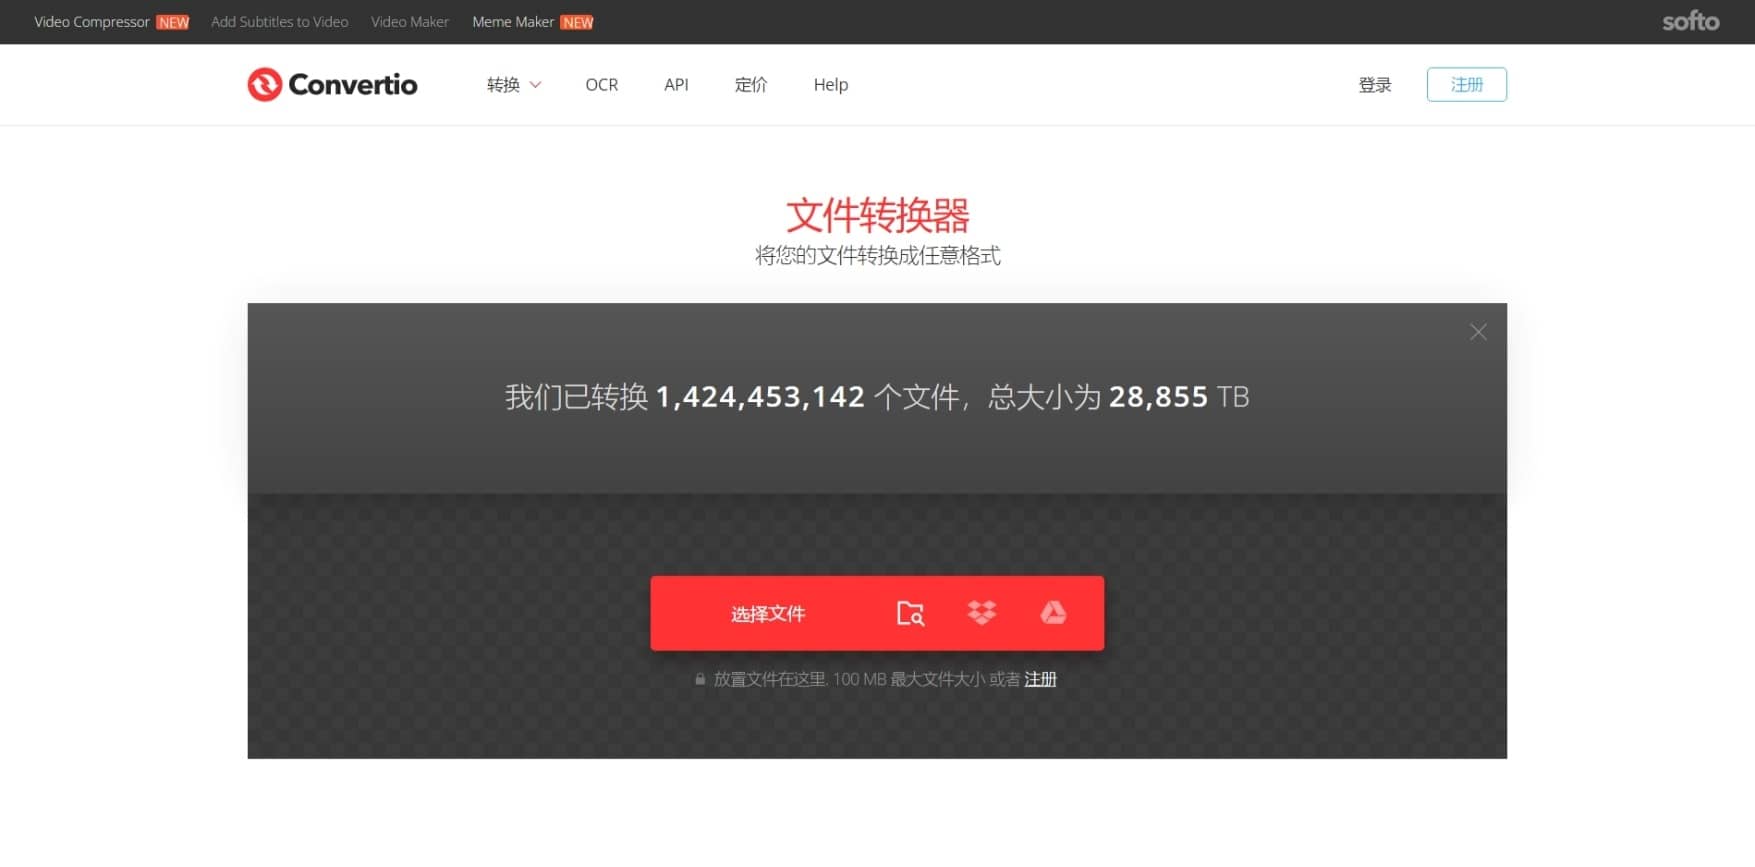 Video Compressor NEW Add Subtitles to Video Video Maker Meme Maker NEW softo
Convertio 转换 OCR API 定价 Help 登录 注册
文件转换器
将您的文件转换成任意格式
我们已转换 1,424,453,142 个文件，总大小为 28,855 TB
选择文件
放置文件在这里. 100 MB 最大文件大小 或者 注册